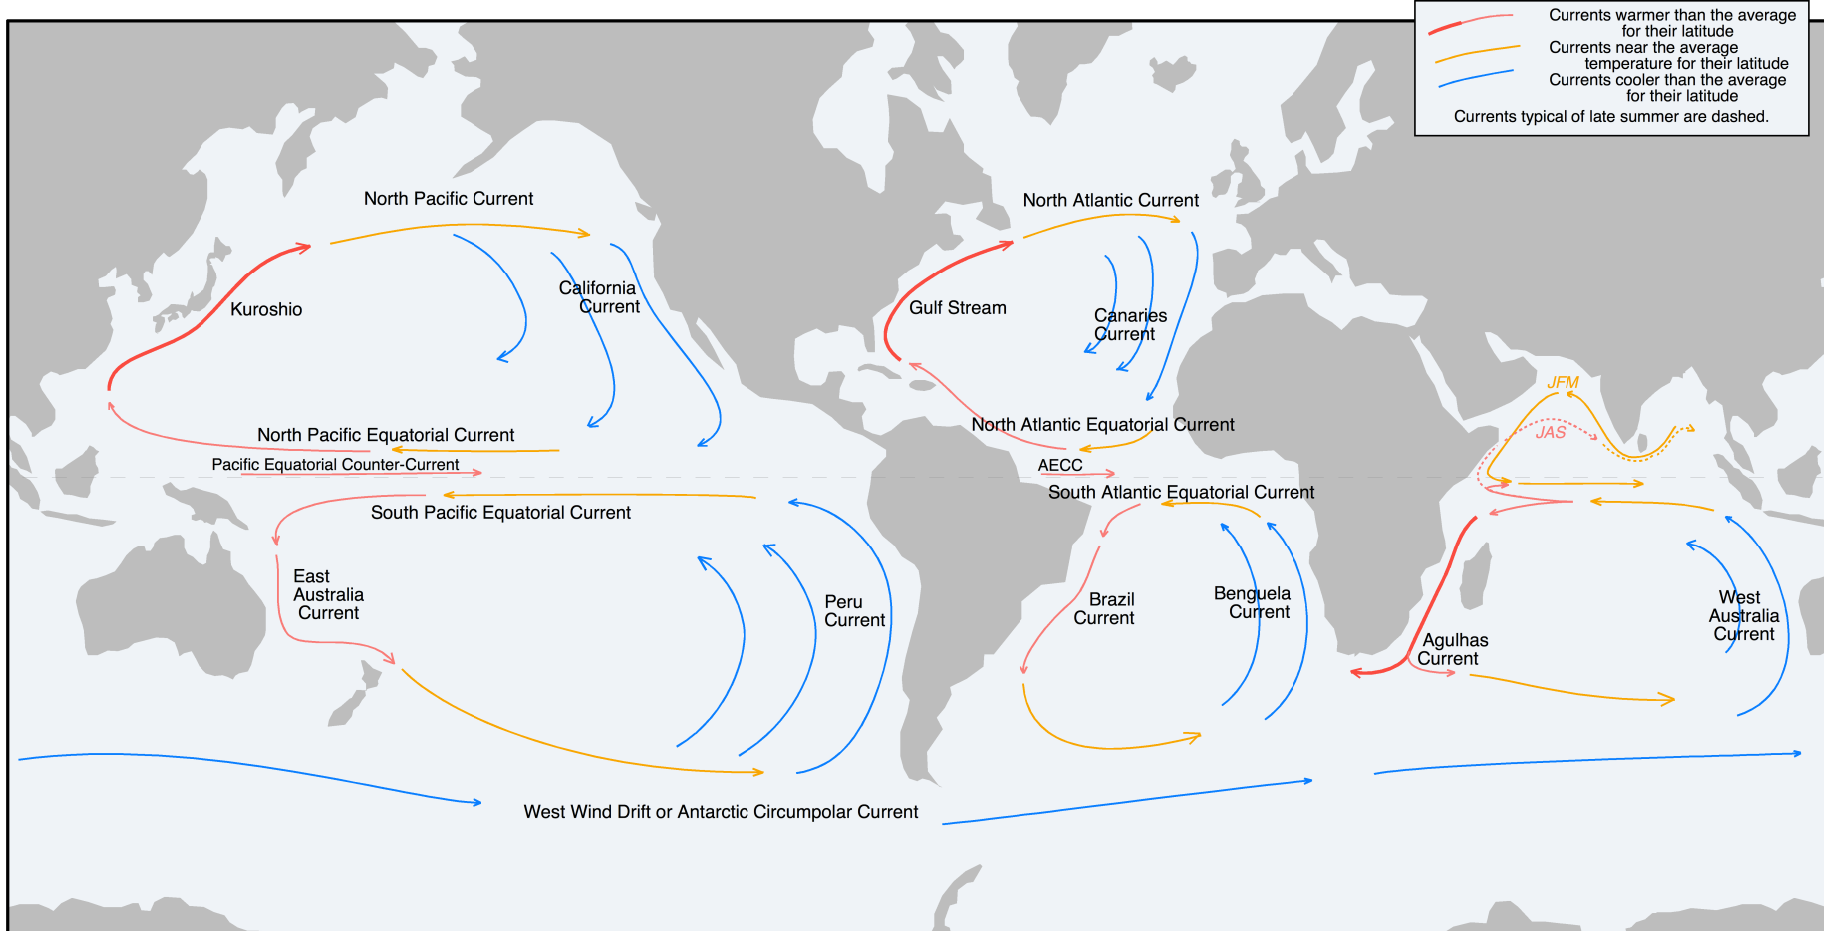 Currents warmer than the average
for their latitude
Currents near the average
temperature for their latitude
Currents cooler than the average
for their latitude
Currents typical of late summer are dashed.
North Pacific Current
North Atlantic Current
California
Current
Kuroshio
Gulf Stream
Canaries
Current
JFM
JAS
North Atlantic Equatorial Current
North Pacific Equatorial Current
Pacific Equatorial Counter-Current
AECC
South Atlantic Equatorial Current
South Pacific Equatorial Current
East
Australia
Current
Peru
Current
Brazil
Current
Benguela
Current
West
Australia
Current
Agulhas
Current
West Wind Drift or Antarctic Circumpolar Current